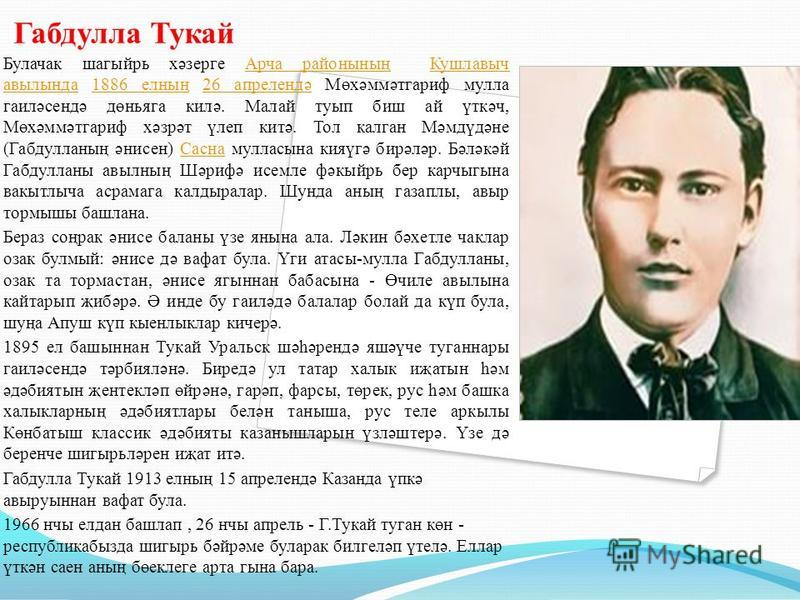 Габдулла Тукай
Булачак шагыйрь хәзерге Арча районының Кушлавыч
авылында 1886 елның 26 апрелендә Мөхәммәтгариф мулла
гаиләсендә дөньяга килә. Малай туып биш ай үткәч,
Мөхәммәтгариф хәзрәт үлеп китә. Тол калган Мәмдүдәне
(Габдулланың әнисен) Сасна мулласына кияүгә бирәләр. Бәләкәй
Габдулланы авылның Шәрифә исемле фәкыйрь бер карчыгына
вакытлыча асрамага калдыралар. Шунда аның газаплы, авыр
тормышы башлана.
Бераз соңрак әнисе баланы үзе янына ала. Ләкин бәхетле чаклар
озак булмый: әнисе дә вафат була. Үги атасы-мулла Габдулланы,
озак та тормастан, әнисе ягыннан бабасына - Өчиле авылына
кайтарып җибәрә. Ә инде бу гаиләдә балалар болай да күп була,
шуңа Апуш күп кыенлыклар кичерә.
1895 ел башыннан Тукай Уральск шәһәрендә яшәүче туганнары
гаиләсендә тәрбияләнә. Биредә ул татар халык иҗатын һәм
әдәбиятын җентекләп өйрәнә, гарәп, фарсы, төрек, рус һәм башка
халыкларның әдәбиятлары белән таныша, рус теле аркылы
Көнбатыш классик әдәбияты казанышларын үзләштерә. Үзе дә
беренче шигырьләрен иҗат итә.
Габдулла Тукай 1913 елның 15 апрелендә Казанда үпкә
авыруыннан вафат була.
1966 нчы елдан башлап , 26 нчы апрель - Г.Тукай туган көн -
республикабызда шигырь бәйрәме буларак билгеләп үтелә. Еллар
үткән саен аның бөеклеге арта гына бара.
MyShared